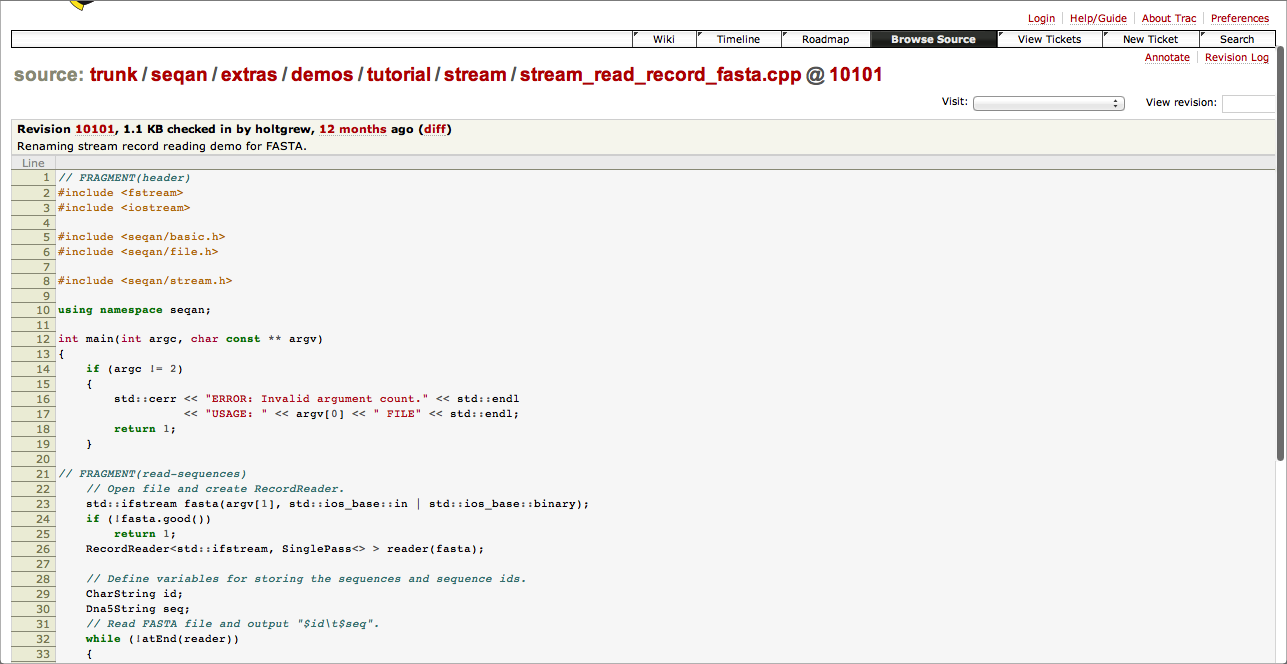 Login Help/Guide About Trac Preferences
Wiki Timeline Roadmap Browse Source View Tickets New Ticket Search
Annotate Revision Log
source: trunk/seqan/extras/demos/tutorial/stream/stream_read_record_fasta.cpp @ 10101
Visit: View revision:
Revision 10101, 1.1 KB checked in by holtgrew, 12 months ago (diff)
Renaming stream record reading demo for FASTA.
Line
1 // FRAGMENT(header)
2 #include <fstream>
3 #include <iostream>
4
5 #include <seqan/basic.h>
6 #include <seqan/file.h>
7
8 #include <seqan/stream.h>
9
10 using namespace seqan;
11
12 int main(int argc, char const ** argv)
13 {
14     if (argc != 2)
15     {
16         std::cerr << "ERROR: Invalid argument count." << std::endl
17                   << "USAGE: " << argv[0] << " FILE" << std::endl;
18         return 1;
19     }
20
21 // FRAGMENT(read-sequences)
22     // Open file and create RecordReader.
23     std::ifstream fasta(argv[1], std::ios_base::in | std::ios_base::binary);
24     if (!fasta.good())
25         return 1;
26     RecordReader<std::ifstream, SinglePass<> > reader(fasta);
27
28     // Define variables for storing the sequences and sequence ids.
29     CharString id;
30     Dna5String seq;
31     // Read FASTA file and output "$id\t$seq".
32     while (!atEnd(reader))
33     {